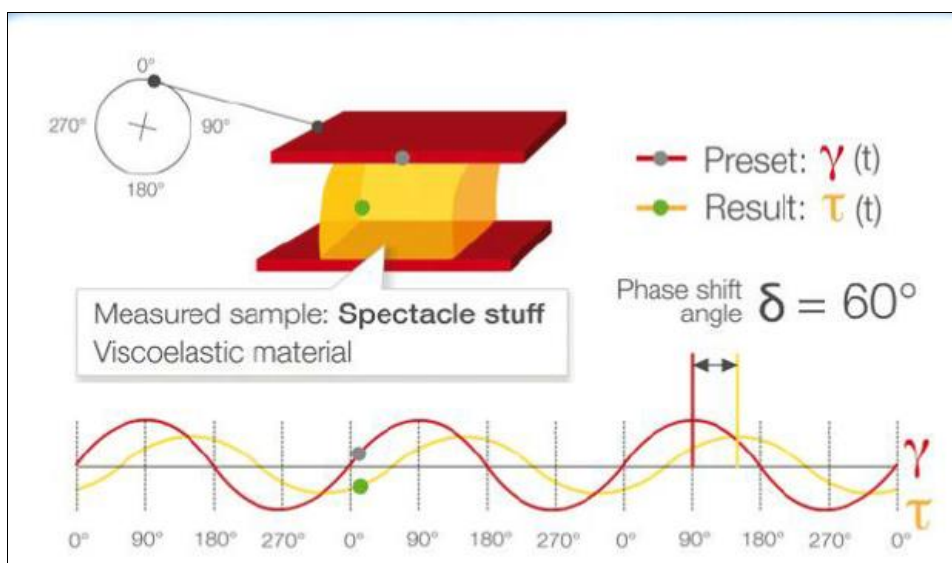 0°
270°
90°
180°
Preset: γ (t)
Result: τ (t)
Measured sample: Spectacle stuff
Viscoelastic material
Phase shift
angle δ = 60°
γ
τ
0° 90° 180° 270° 0° 90° 180° 270° 0° 90° 180° 270° 0°